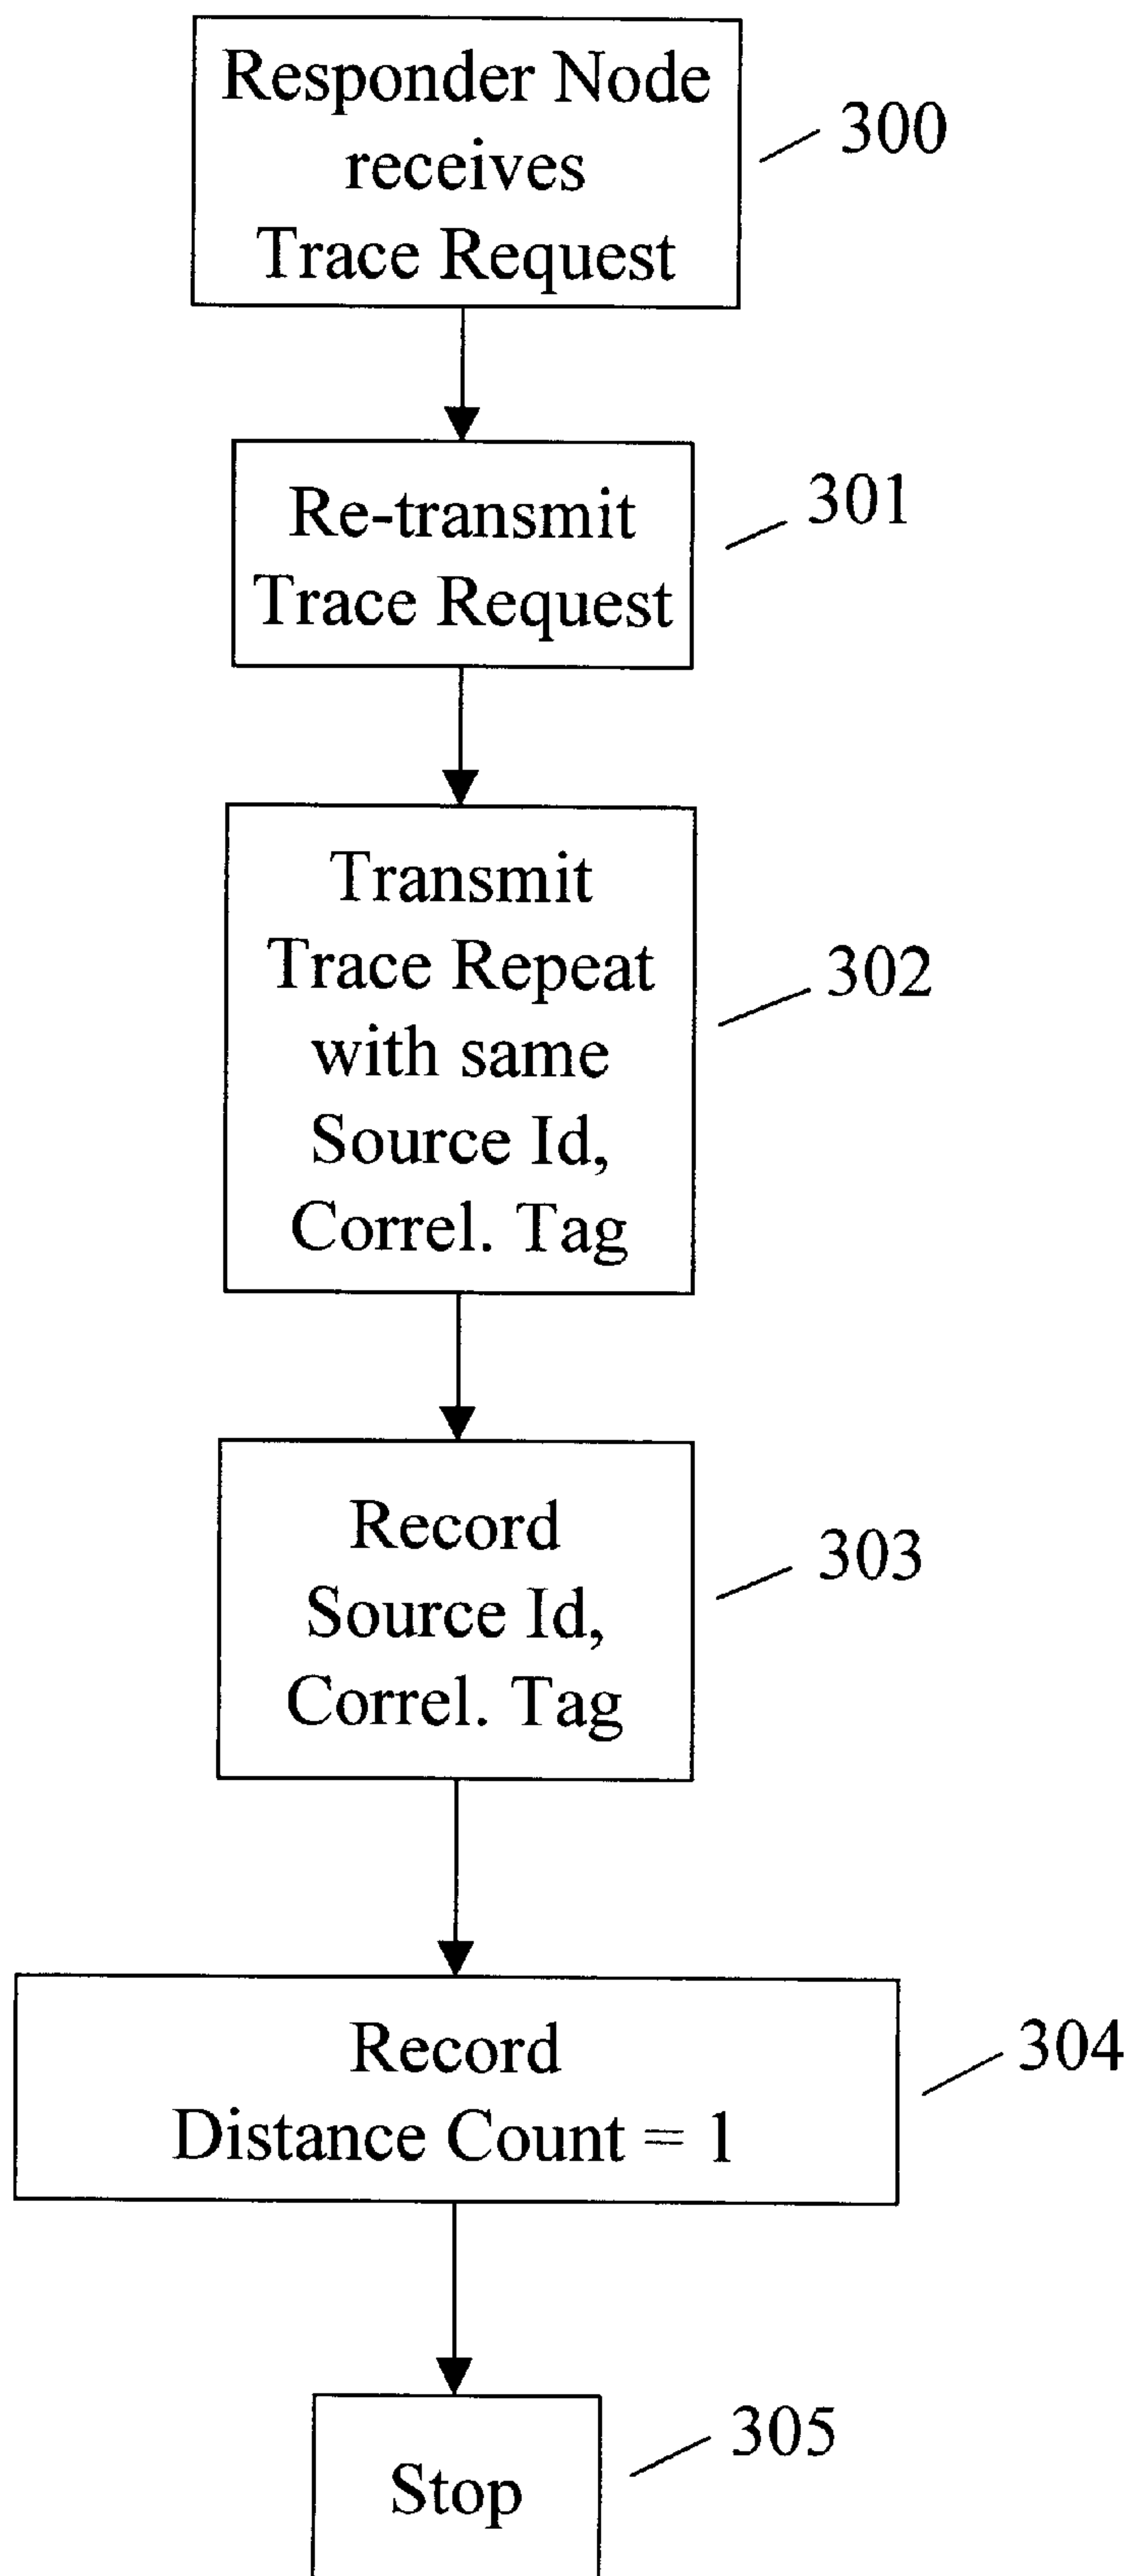 Responder Node
receives
Trace Request
300
Re-transmit
Trace Request
301
Transmit
Trace Repeat
with same
Source Id,
Correl. Tag
302
Record
Source Id,
Correl. Tag
303
Record
Distance Count = 1
304
Stop
305